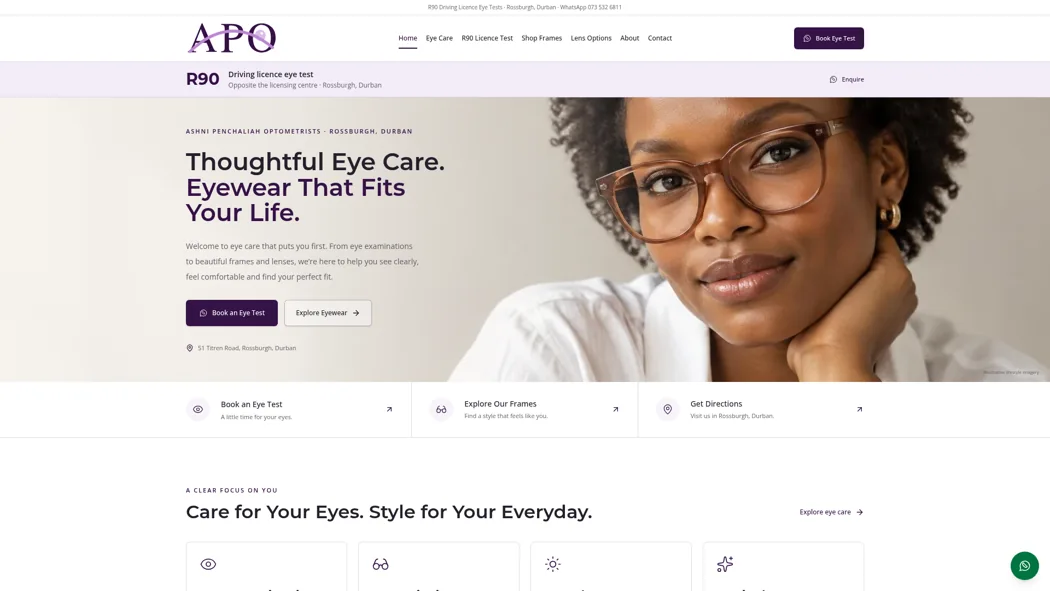 R90 Driving Licence Eye Tests · Rossburgh, Durban · WhatsApp 073 532 6811
APO
Home
Eye Care
R90 Licence Test
Shop Frames
Lens Options
About
Contact
Book Eye Test
R90
Driving licence eye test
Opposite the licensing centre · Rossburgh, Durban
Enquire
ASHNI PENCHALIAH OPTOMETRISTS · ROSSBURGH, DURBAN
Thoughtful Eye Care.
Eyewear That Fits
Your Life.
Welcome to eye care that puts you first. From eye examinations
to beautiful frames and lenses, we're here to help you see clearly,
feel comfortable and find your perfect fit.
Book an Eye Test
Explore Eyewear
51 Titren Road, Rossburgh, Durban
Book an Eye Test
A little time for your eyes.
Explore Our Frames
Find a style that feels like you.
Get Directions
Visit us in Rossburgh, Durban.
A CLEAR FOCUS ON YOU
Care for Your Eyes. Style for Your Everyday.
Explore eye care